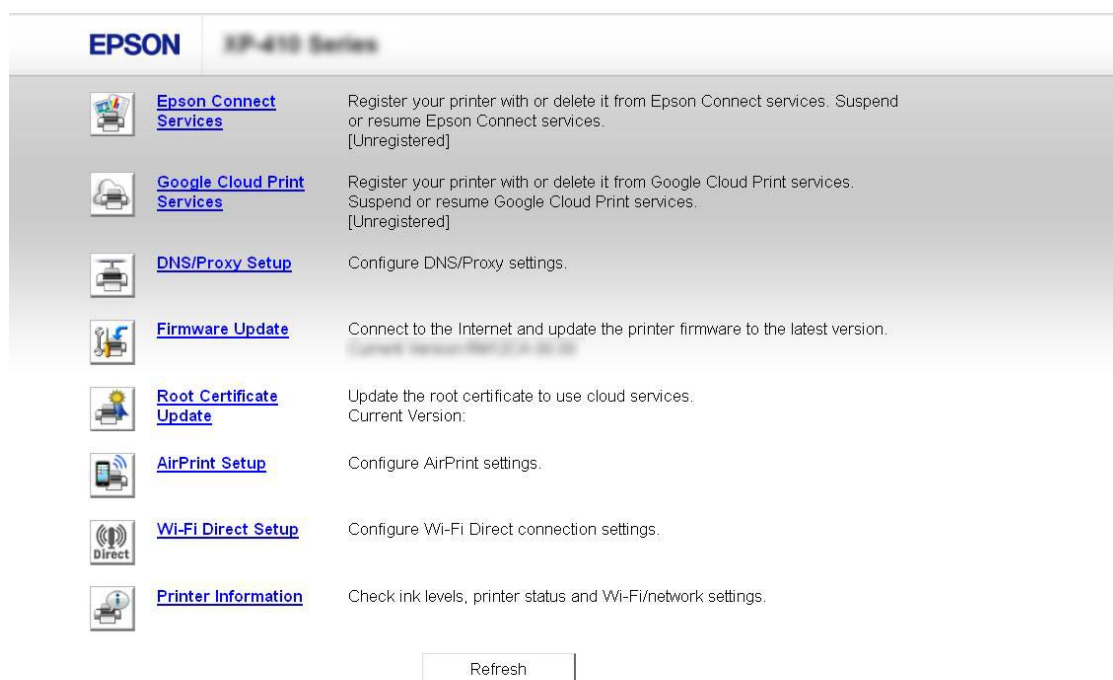 EPSON
XP-410 Series
Epson Connect
Services
Register your printer with or delete it from Epson Connect services. Suspend
or resume Epson Connect services.
[Unregistered]
Google Cloud Print
Services
Register your printer with or delete it from Google Cloud Print services.
Suspend or resume Google Cloud Print services.
[Unregistered]
DNS/Proxy Setup
Configure DNS/Proxy settings.
Firmware Update
Connect to the Internet and update the printer firmware to the latest version.
Current Version
Root Certificate
Update
Update the root certificate to use cloud services.
Current Version:
AirPrint Setup
Configure AirPrint settings.
Direct
Wi-Fi Direct Setup
Configure Wi-Fi Direct connection settings.
Printer Information
Check ink levels, printer status and Wi-Fi/network settings.
Refresh